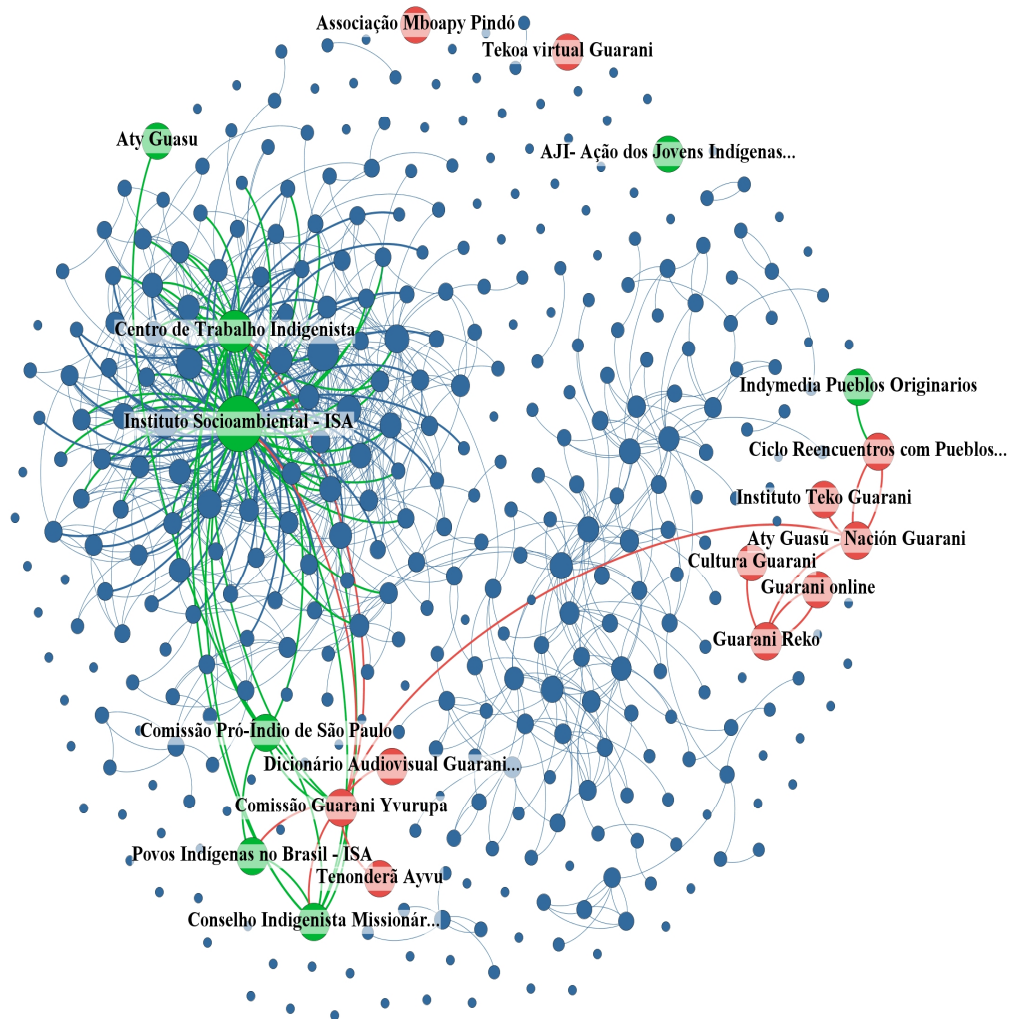 Associação Mboapy Pindó
Tekoa virtual Guarani
Aty Guasu
AJI- Ação dos Jovens Indígenas...
Centro de Trabalho Indigenista
Indymedia Pueblos Originarios
Instituto Socioambiental - ISA
Ciclo Reencuentros com Pueblos...
Instituto Teko Guarani
Aty Guasú - Nación Guarani
Cultura Guarani
Guarani online
Guarani Reko
Comissão Pró-Índio de São Paulo
Dicionário Audiovisual Guarani...
Comissão Guarani Yvurupa
Povos Indígenas no Brasil - ISA
Tenonderã Ayvu
Conselho Indigenista Missionár...